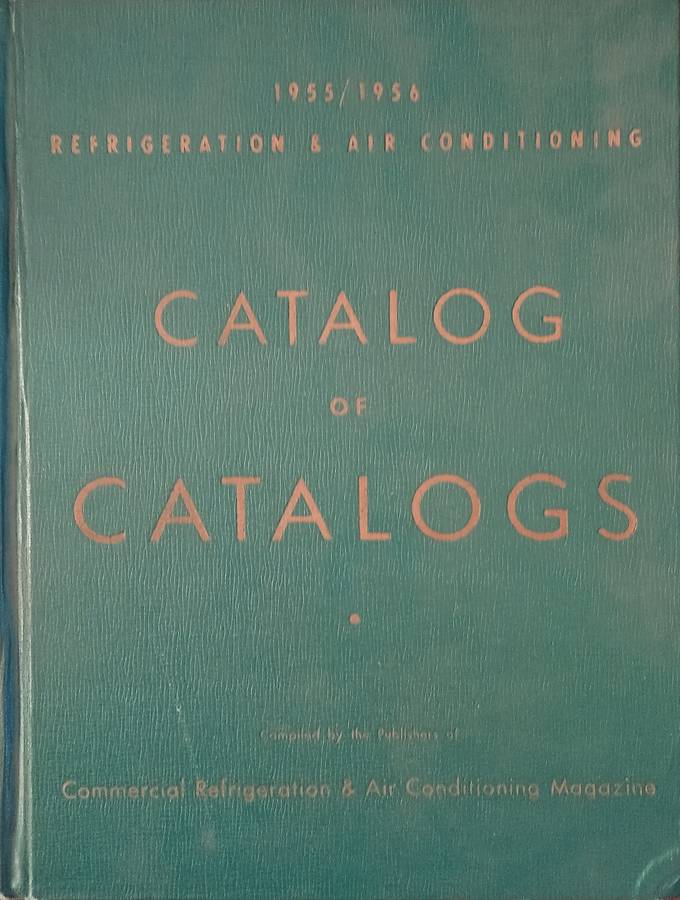 1955/1956
REFRIGERATION & AIR CONDITIONING
CATALOG
OF
CATALOGS
Compiled by the Publishers of
Commercial Refrigeration & Air Conditioning Magazine